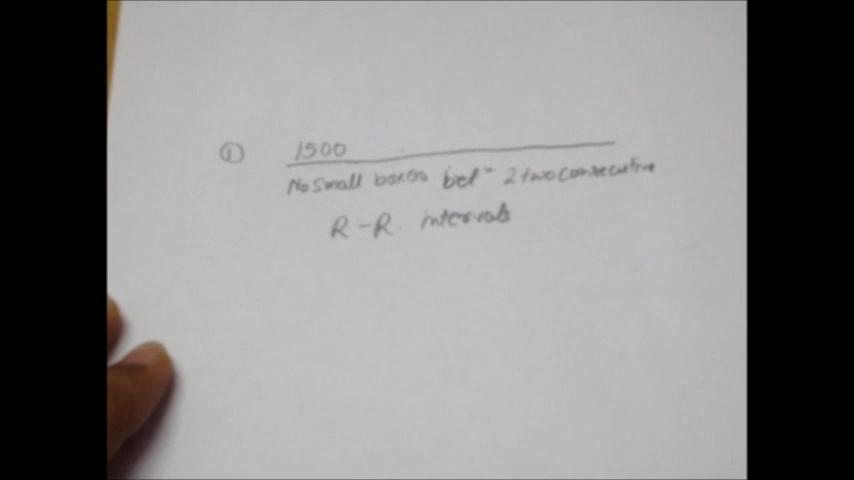 ① 1500
No small boxes bet - 2 two consecutive
R-R. intervals